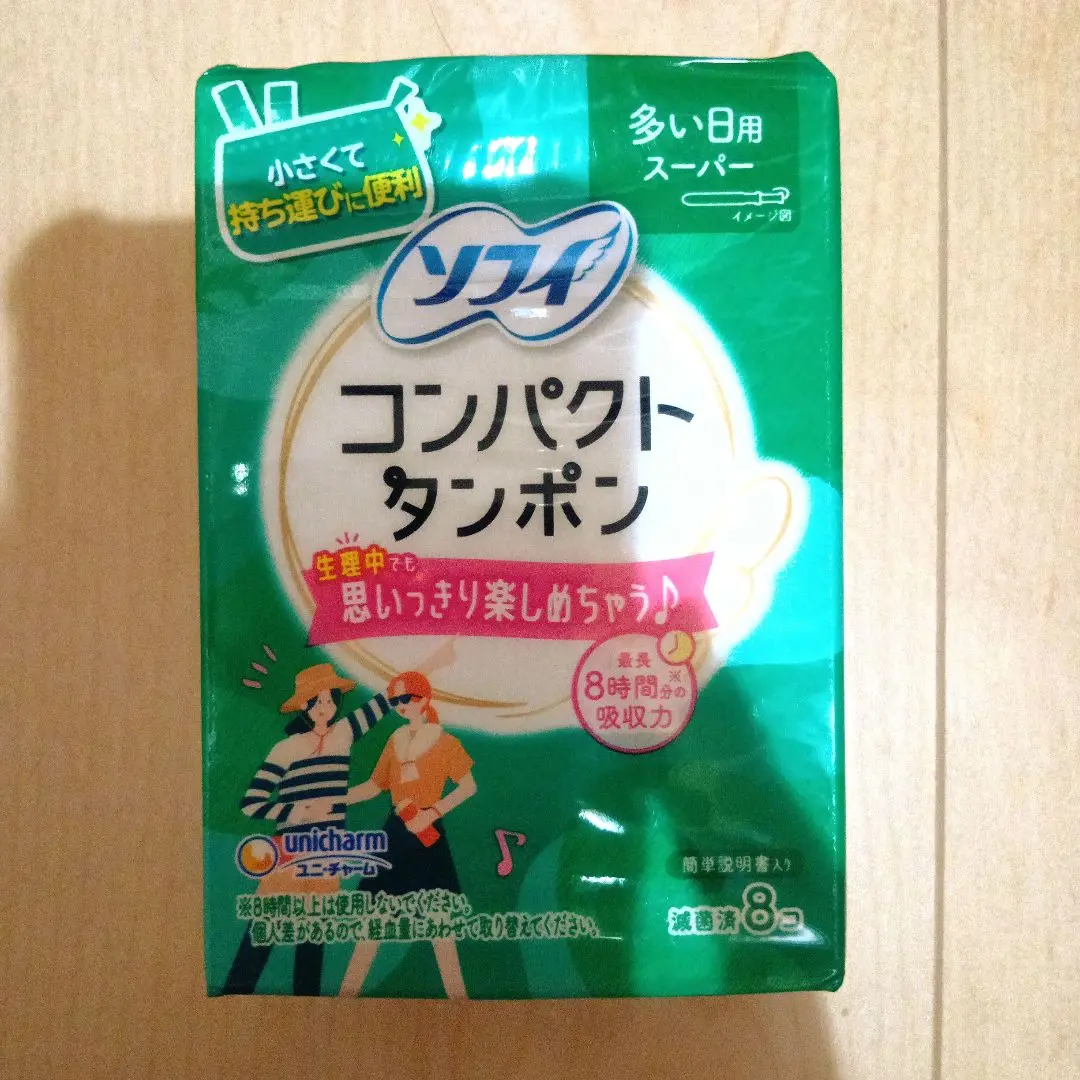 小さくて
持ち運びに便利
多い日用
スーパー
イメージ図
ソフィ
コンパクト
タンポン
生理中でも
思いっきり楽しめちゃう♪
最長
8時間分の※
吸収力
unicharm
ユニ・チャーム
簡単説明書入り
※8時間以上は使用しないでください。
個人差があるので、経血量にあわせて取り替えてください。
滅菌済8コ